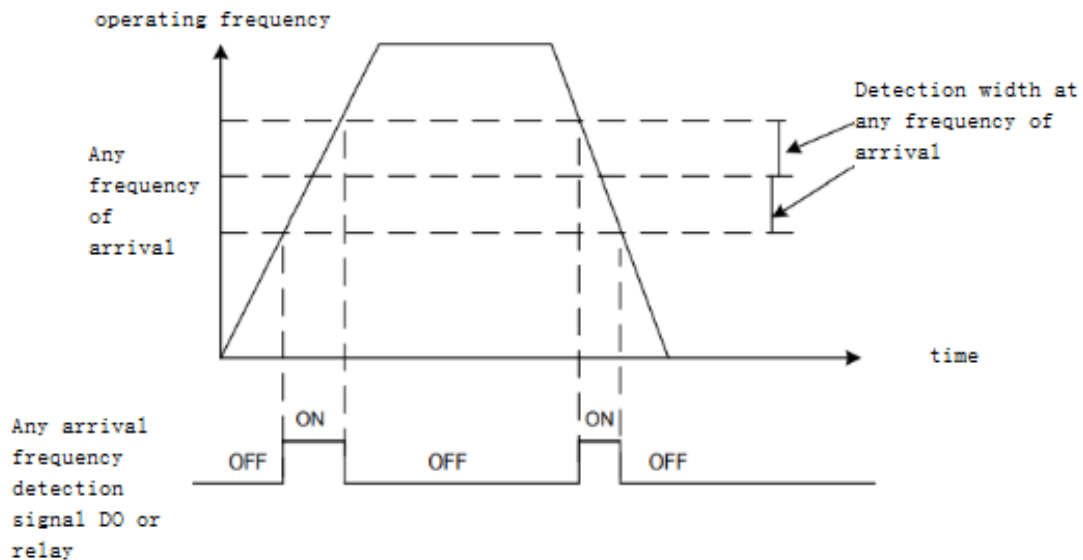 operating frequency
Detection width at
any frequency of
arrival
Any
frequency
of
arrival
time
Any arrival
frequency
detection
signal DO or
relay
ON
ON
OFF
OFF
OFF